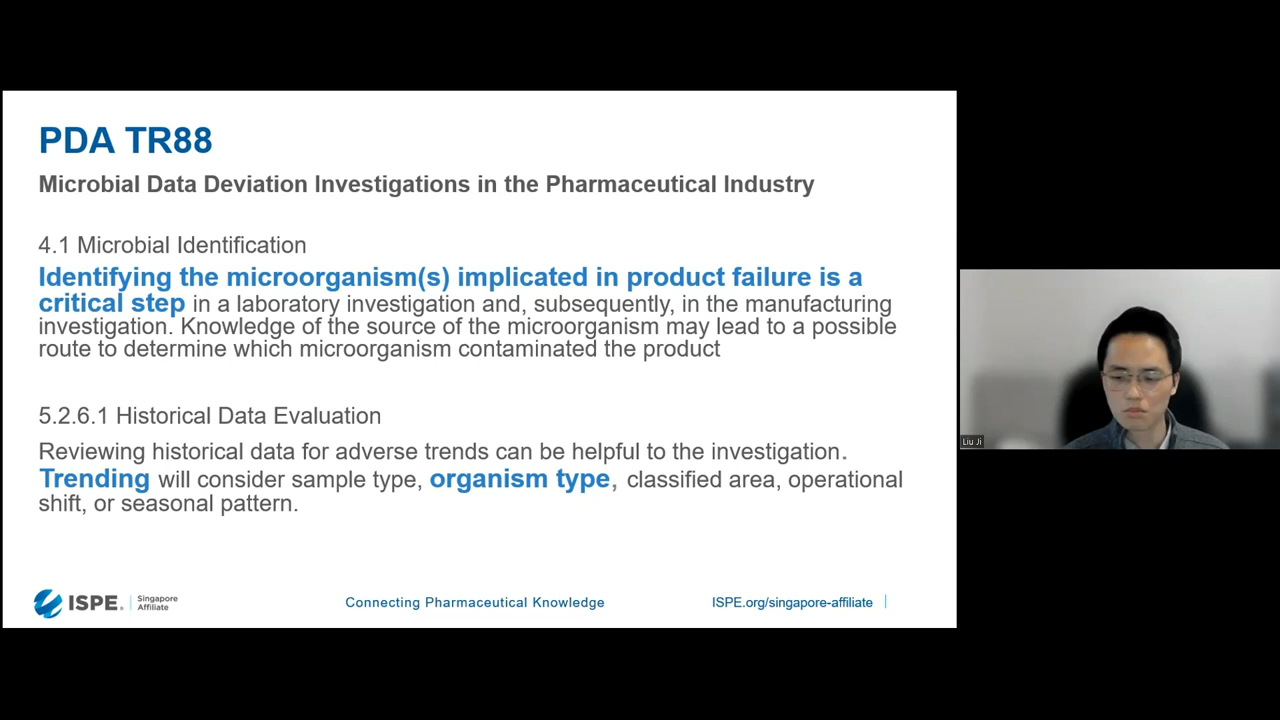 PDA TR88
Microbial Data Deviation Investigations in the Pharmaceutical Industry
4.1 Microbial Identification
Identifying the microorganism(s) implicated in product failure is a
critical step in a laboratory investigation and, subsequently, in the manufacturing
investigation. Knowledge of the source of the microorganism may lead to a possible
route to determine which microorganism contaminated the product
5.2.6.1 Historical Data Evaluation
Reviewing historical data for adverse trends can be helpful to the investigation.
Trending will consider sample type, organism type, classified area, operational
shift, or seasonal pattern.
ISPE. Singapore
Affiliate
Connecting Pharmaceutical Knowledge
ISPE.org/singapore-affiliate
Liu Ji